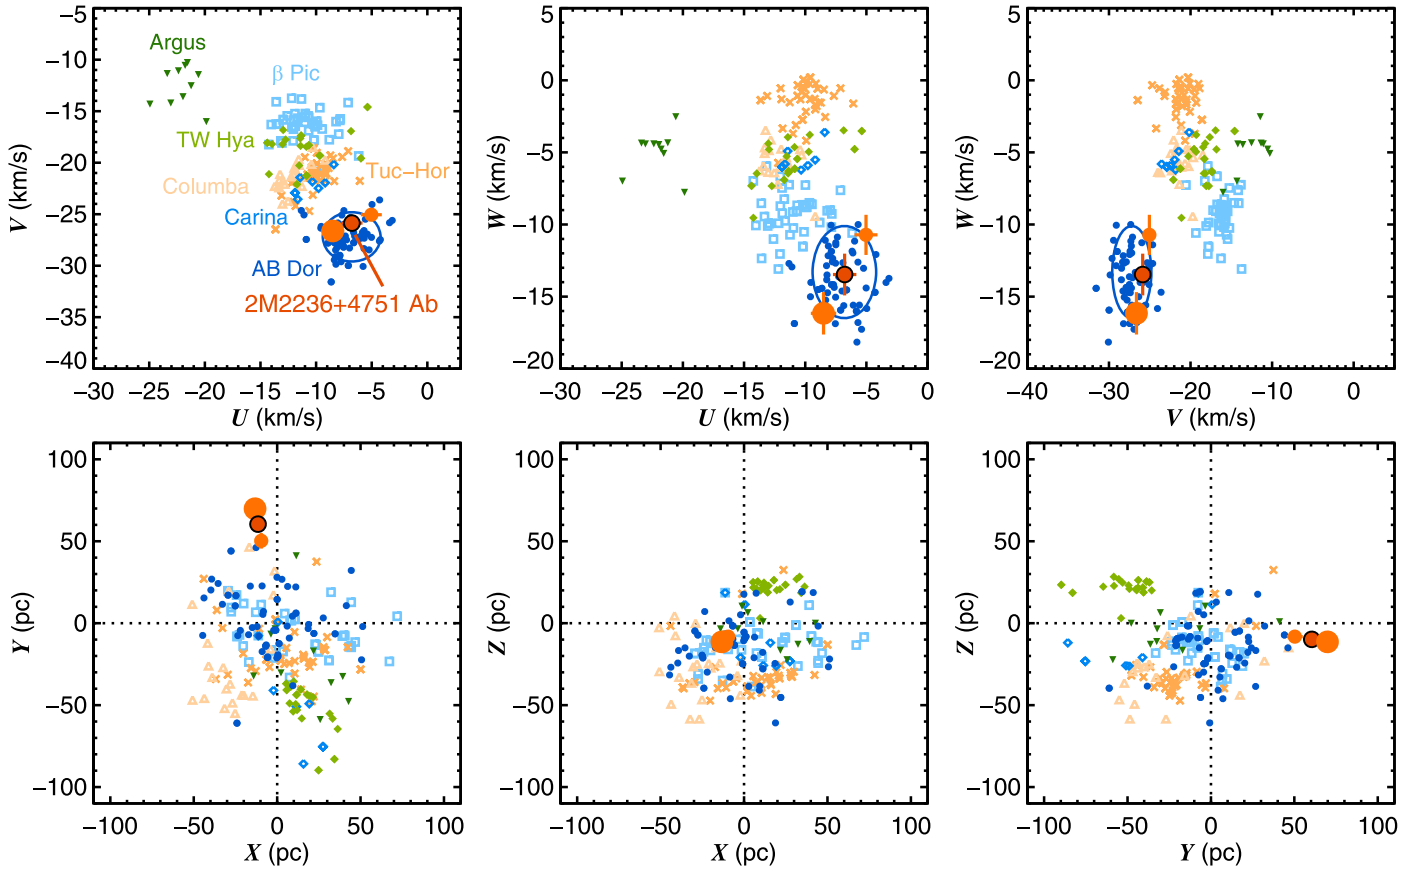 −5
−10
−15
−20
−25
−30
−35
−40
V (km/s)
Argus
β Pic
TW Hya
Tuc−Hor
Columba
Carina
AB Dor
2M2236+4751 Ab
−30 −25 −20 −15 −10 −5 0
U (km/s)
5
0
−5
−10
−15
−20
W (km/s)
−30 −25 −20 −15 −10 −5 0
U (km/s)
5
0
−5
−10
−15
−20
W (km/s)
−40 −30 −20 −10 0
V (km/s)
100
50
0
−50
−100
Y (pc)
−100 −50 0 50 100
X (pc)
100
50
0
−50
−100
Z (pc)
−100 −50 0 50 100
X (pc)
100
50
0
−50
−100
Z (pc)
−100 −50 0 50 100
Y (pc)